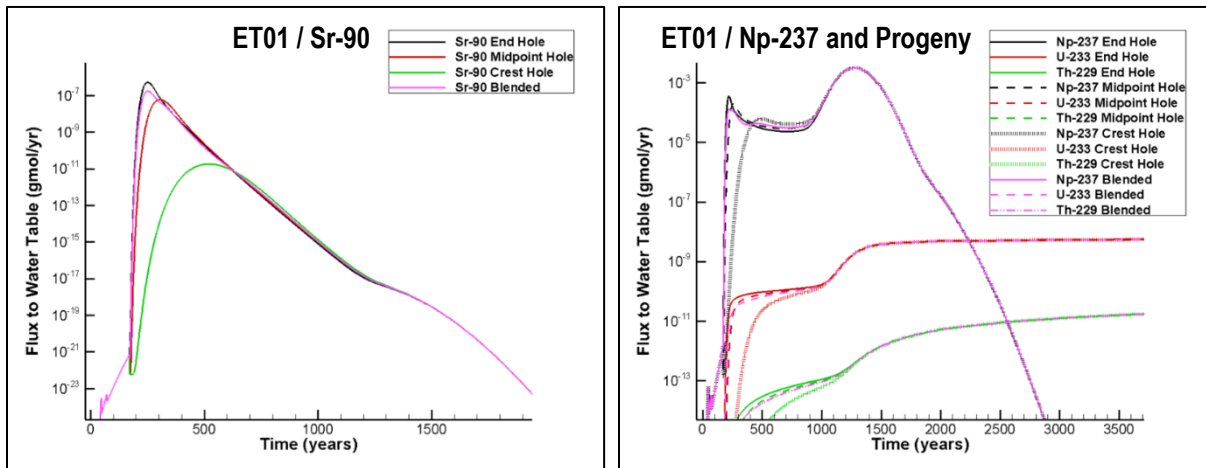 ET01 / Sr-90
Sr-90 End Hole
Sr-90 Midpoint Hole
Sr-90 Crest Hole
Sr-90 Blended
Flux to Water Table (gmol/yr)
10-7
10-9
10-11
10-13
10-15
10-17
10-19
10-21
10-23
0
500
1000
1500
Time (years)
ET01 / Np-237 and Progeny
Np-237 End Hole
U-233 End Hole
Th-229 End Hole
Np-237 Midpoint Hole
U-233 Midpoint Hole
Th-229 Midpoint Hole
Np-237 Crest Hole
U-233 Crest Hole
Th-229 Crest Hole
Np-237 Blended
U-233 Blended
Th-229 Blended
Flux to Water Table (gmol/yr)
10-3
10-5
10-7
10-9
10-11
10-13
0
500
1000
1500
2000
2500
3000
3500
Time (years)